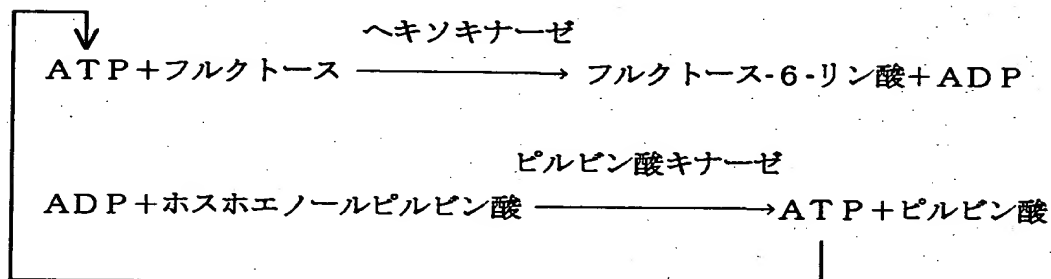 ヘキソキナーゼ
ATP+フルクトース ⟶ フルクトース-6-リン酸+ADP
ピルビン酸キナーゼ
ADP+ホスホエノールピルビン酸 ⟶ ATP+ピルビン酸